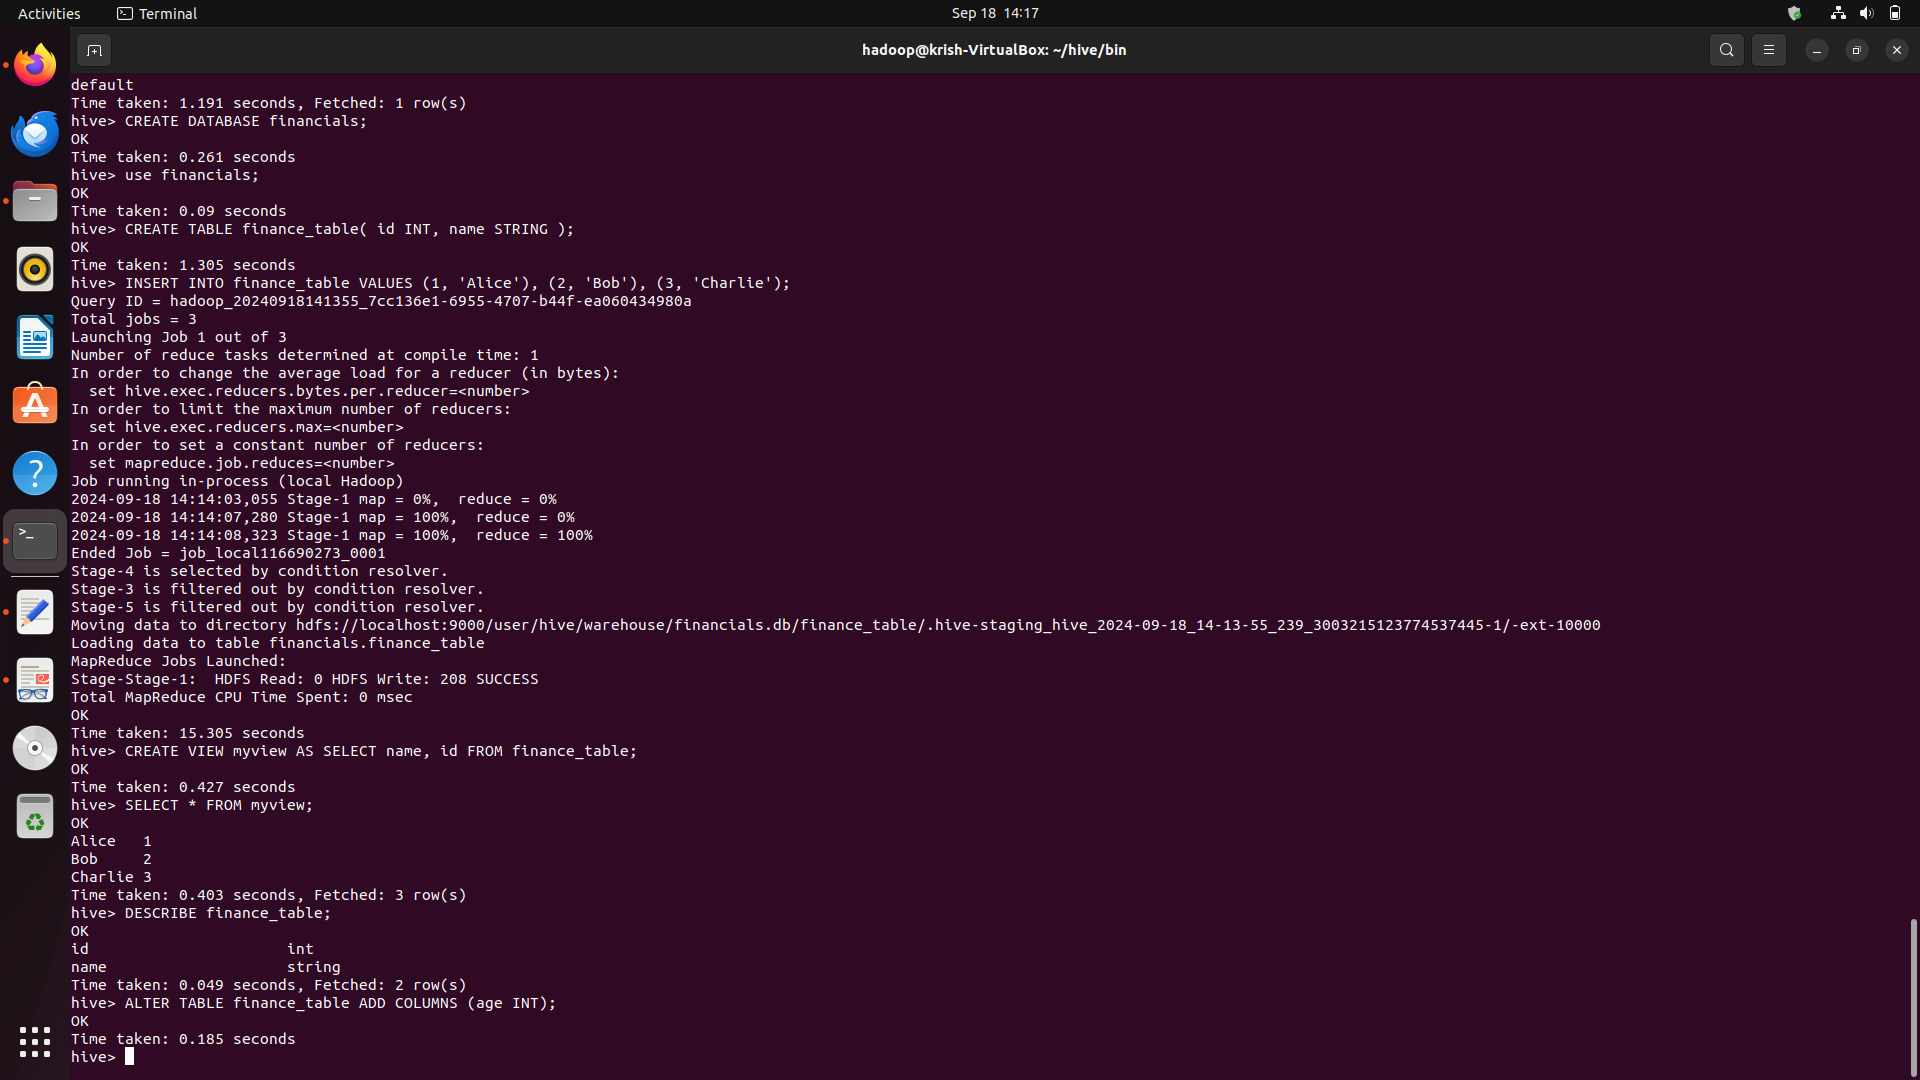 Activities
Terminal
Sep 18 14:17
hadoop@krish-VirtualBox: ~/hive/bin
default
Time taken: 1.191 seconds, Fetched: 1 row(s)
hive> CREATE DATABASE financials;
OK
Time taken: 0.261 seconds
hive> use financials;
OK
Time taken: 0.09 seconds
hive> CREATE TABLE finance_table( id INT, name STRING );
OK
Time taken: 1.305 seconds
hive> INSERT INTO finance_table VALUES (1, 'Alice'), (2, 'Bob'), (3, 'Charlie');
Query ID = hadoop_20240918141355_7cc136e1-6955-4707-b44f-ea060434980a
Total jobs = 3
Launching Job 1 out of 3
Number of reduce tasks determined at compile time: 1
In order to change the average load for a reducer (in bytes):
  set hive.exec.reducers.bytes.per.reducer=<number>
In order to limit the maximum number of reducers:
  set hive.exec.reducers.max=<number>
In order to set a constant number of reducers:
  set mapreduce.job.reduces=<number>
Job running in-process (local Hadoop)
2024-09-18 14:14:03,055 Stage-1 map = 0%,  reduce = 0%
2024-09-18 14:14:07,280 Stage-1 map = 100%,  reduce = 0%
2024-09-18 14:14:08,323 Stage-1 map = 100%,  reduce = 100%
Ended Job = job_local116690273_0001
Stage-4 is selected by condition resolver.
Stage-3 is filtered out by condition resolver.
Stage-5 is filtered out by condition resolver.
Moving data to directory hdfs://localhost:9000/user/hive/warehouse/financials.db/finance_table/.hive-staging_hive_2024-09-18_14-13-55_239_3003215123774537445-1/-ext-10000
Loading data to table financials.finance_table
MapReduce Jobs Launched:
Stage-Stage-1:  HDFS Read: 0 HDFS Write: 208 SUCCESS
Total MapReduce CPU Time Spent: 0 msec
OK
Time taken: 15.305 seconds
hive> CREATE VIEW myview AS SELECT name, id FROM finance_table;
OK
Time taken: 0.427 seconds
hive> SELECT * FROM myview;
OK
Alice   1
Bob     2
Charlie 3
Time taken: 0.403 seconds, Fetched: 3 row(s)
hive> DESCRIBE finance_table;
OK
id                      int
name                    string
Time taken: 0.049 seconds, Fetched: 2 row(s)
hive> ALTER TABLE finance_table ADD COLUMNS (age INT);
OK
Time taken: 0.185 seconds
hive>